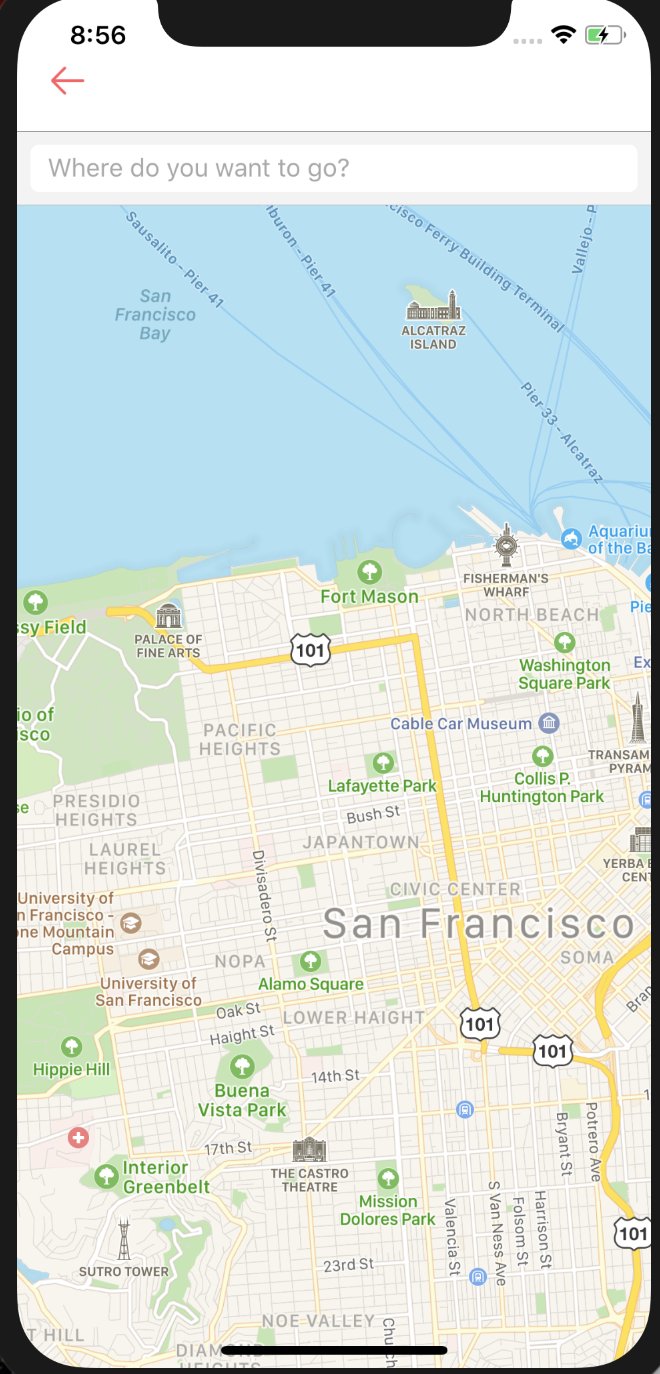 8:56
Where do you want to go?
Sausalito - Pier 41
iburon - Pier 41
cisco Ferry Building Terminal
Vallejo - P
San
Francisco
Bay
ALCATRAZ
ISLAND
Pier 33 - Alcatraz
Aquariu
of the Ba
FISHERMAN'S
WHARF
Fort Mason
Pie
NORTH BEACH
ssy Field
PALACE OF
FINE ARTS
101
Washington
Square Park
Ex
io of
isco
Cable Car Museum
PACIFIC
HEIGHTS
TRANSAM
PYRAM
Lafayette Park
Collis P.
Huntington Park
se
PRESIDIO
HEIGHTS
Bush St
JAPANTOWN
LAUREL
HEIGHTS
Divisadero St
YERBA B
CENT
CIVIC CENTER
University of
n Francisco -
one Mountain
Campus
San Francisco
NOPA
SOMA
Alamo Square
University of
San Francisco
Bran
Oak St
LOWER HAIGHT
101
Haight St
101
Hippie Hill
14th St
Buena
Vista Park
1
Potrero Ave
Bryant St
17th St
THE CASTRO
THEATRE
Interior
Greenbelt
Mission
Dolores Park
Valencia St
S Van Ness Ave
Folsom St
Harrison St
101
SUTRO TOWER
23rd St
NOE VALLEY
T HILL
Church
DIAMOND
HEIGHTS